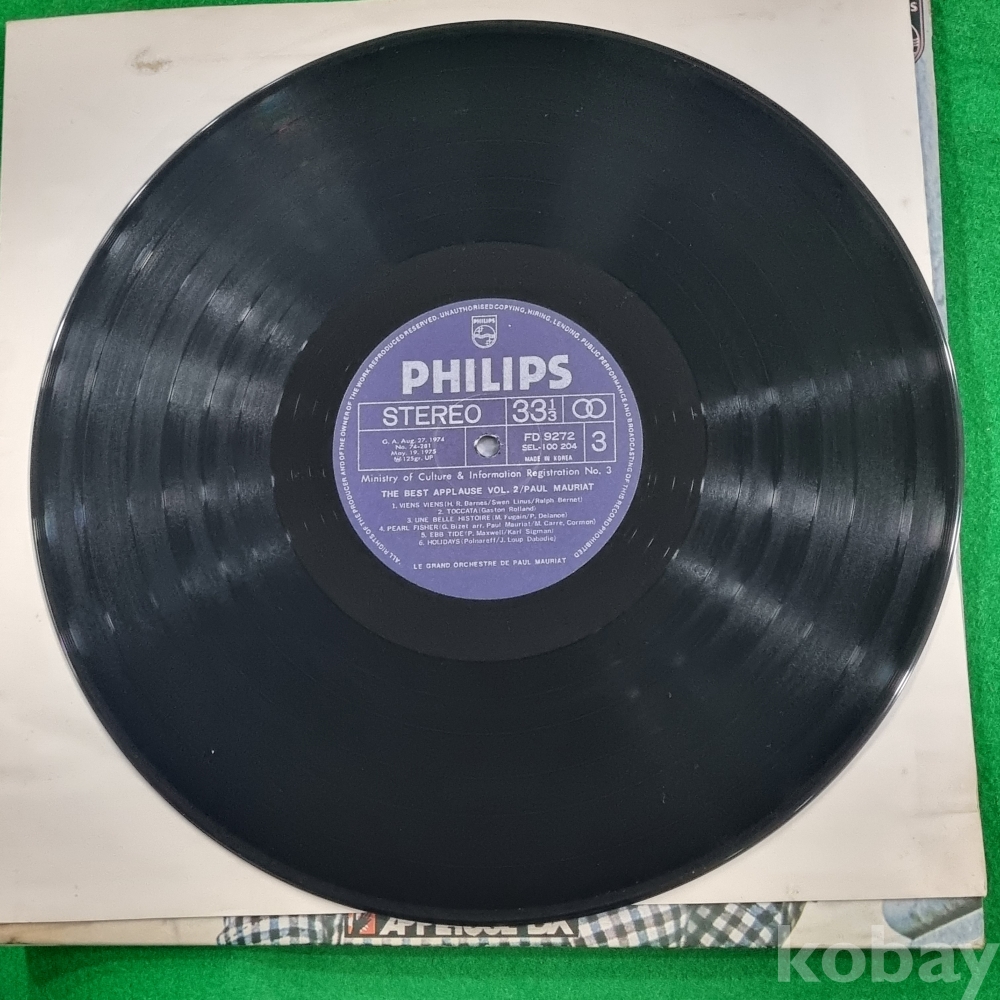 ·ALL RIGHTS OF THE PRODUCER AND OF THE OWNER OF THE WORK REPRODUCED RESERVED. UNAUTHORISED COPYING, HIRING, LENDING, PUBLIC PERFORMANCE AND BROADCASTING OF THIS RECORD PROHIBITED
PHILIPS
PHILIPS
STEREO 33 1/3
G. A. Aug. 27, 1974
No. 74-281
May. 19, 1975
125gr. UP
FD 9272
SEL-100 204
MADE IN KOREA
3
Ministry of Culture & Information Registration No. 3
THE BEST APPLAUSE VOL. 2/PAUL MAURIAT
1. VIENS VIENS(H. R. Barnes/Swen Linus/Ralph Bernet)
2. TOCCATA(Gaston Rolland)
3. UNE BELLE HISTOIRE(M. Fugain/P. Delanoe)
4. PEARL FISHER(G. Bizet arr. Paul Mauriat/M. Carre, Cormon)
5. EBB TIDE(P. Maxwell/Karl Sigman)
6. HOLIDAYS(Polnareff/J. Loup Dabadie)
LE GRAND ORCHESTRE DE PAUL MAURIAT
kobay